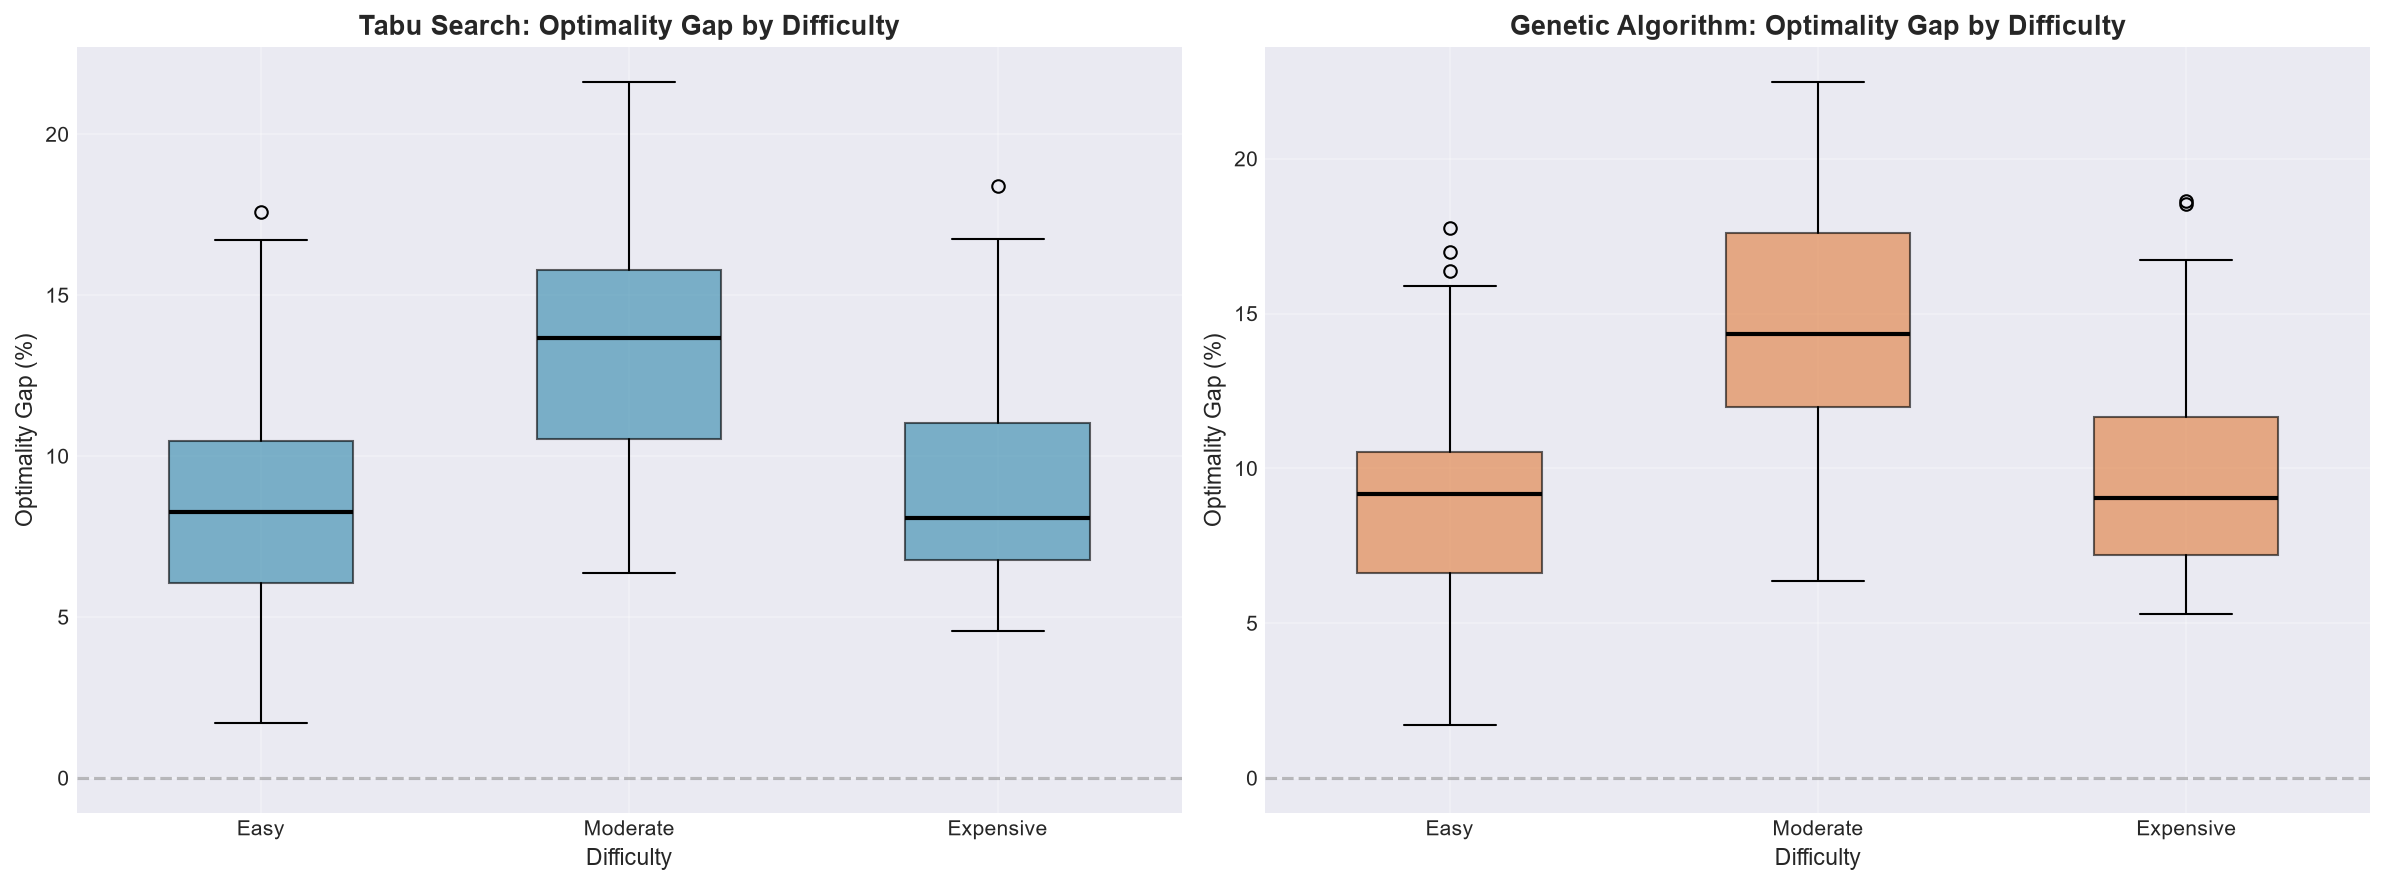 Tabu Search: Optimality Gap by Difficulty
Optimality Gap (%)
20
15
10
5
0
Easy Moderate Expensive
Difficulty
Genetic Algorithm: Optimality Gap by Difficulty
Optimality Gap (%)
20
15
10
5
0
Easy Moderate Expensive
Difficulty